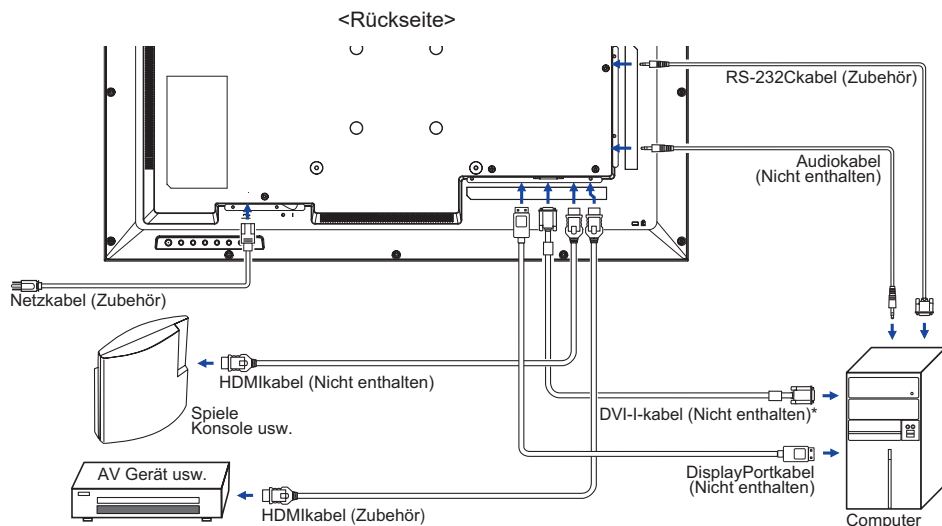 <Rückseite>
RS-232Ckabel (Zubehör)
Audiokabel
(Nicht enthalten)
Netzkabel (Zubehör)
HDMIkabel (Nicht enthalten)
Spiele
Konsole usw.
DVI-I-kabel (Nicht enthalten)*
AV Gerät usw.
DisplayPortkabel
(Nicht enthalten)
HDMIkabel (Zubehör)
Computer